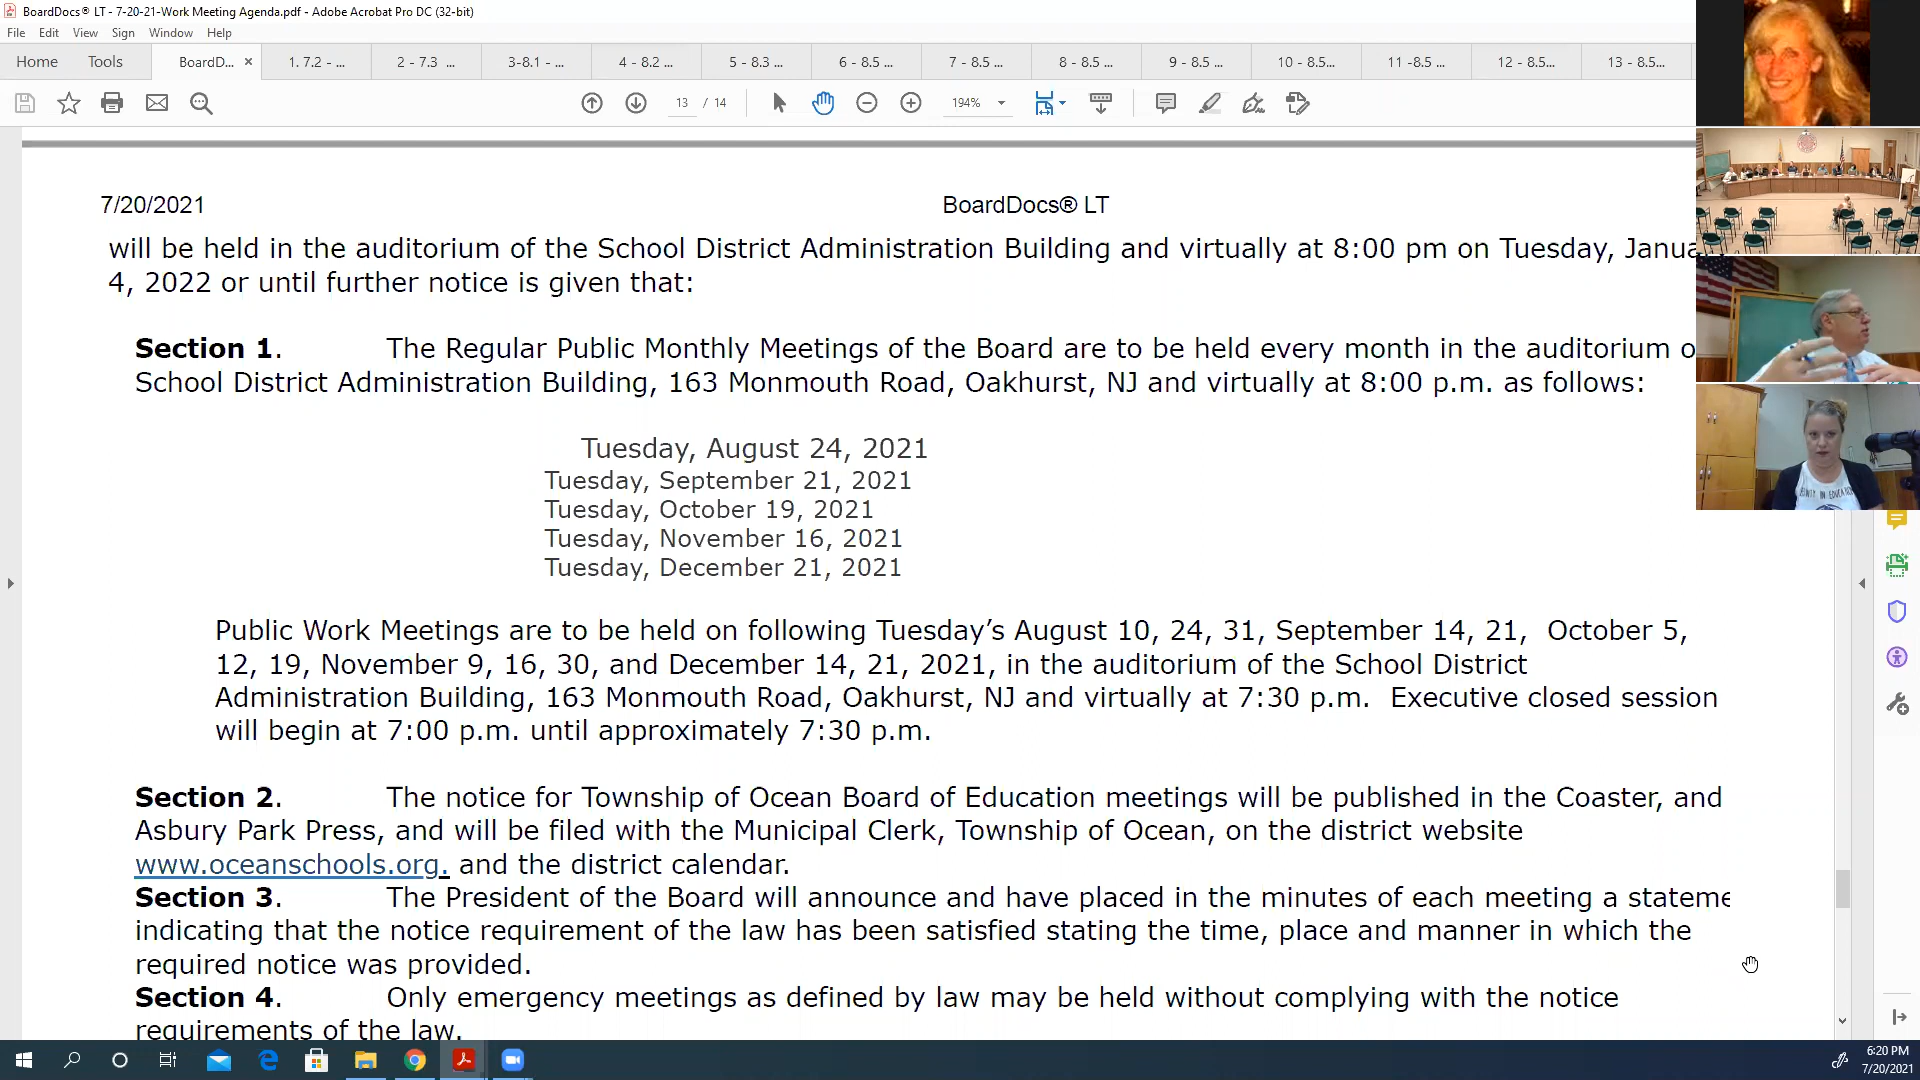 BoardDocs® LT - 7-20-21-Work Meeting Agenda.pdf - Adobe Acrobat Pro DC (32-bit)
File Edit View Sign Window Help
Home Tools BoardD... × 1. 7.2 - ... 2 - 7.3 ... 3-8.1 - ... 4 - 8.2 ... 5 - 8.3 ... 6 - 8.5 ... 7 - 8.5 ... 8 - 8.5 ... 9 - 8.5 ... 10 - 8.5... 11 -8.5 ... 12 - 8.5... 13 - 8.5...
13 / 14 194%
7/20/2021 BoardDocs® LT
will be held in the auditorium of the School District Administration Building and virtually at 8:00 pm on Tuesday, Janua
4, 2022 or until further notice is given that:
Section 1. The Regular Public Monthly Meetings of the Board are to be held every month in the auditorium o
School District Administration Building, 163 Monmouth Road, Oakhurst, NJ and virtually at 8:00 p.m. as follows:
Tuesday, August 24, 2021
Tuesday, September 21, 2021
Tuesday, October 19, 2021
Tuesday, November 16, 2021
Tuesday, December 21, 2021
Public Work Meetings are to be held on following Tuesday's August 10, 24, 31, September 14, 21, October 5,
12, 19, November 9, 16, 30, and December 14, 21, 2021, in the auditorium of the School District
Administration Building, 163 Monmouth Road, Oakhurst, NJ and virtually at 7:30 p.m. Executive closed session
will begin at 7:00 p.m. until approximately 7:30 p.m.
Section 2. The notice for Township of Ocean Board of Education meetings will be published in the Coaster, and
Asbury Park Press, and will be filed with the Municipal Clerk, Township of Ocean, on the district website
www.oceanschools.org. and the district calendar.
Section 3. The President of the Board will announce and have placed in the minutes of each meeting a stateme
indicating that the notice requirement of the law has been satisfied stating the time, place and manner in which the
required notice was provided.
Section 4. Only emergency meetings as defined by law may be held without complying with the notice
requirements of the law.
6:20 PM
7/20/2021